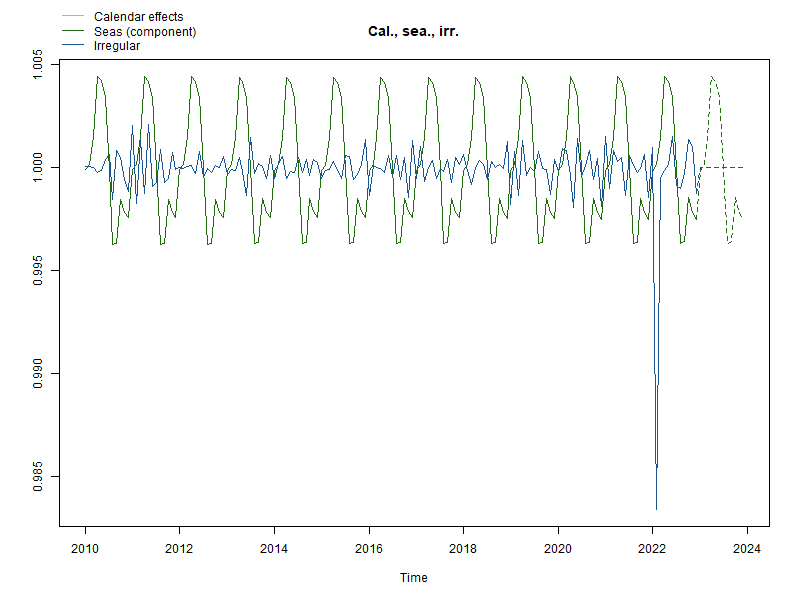 Calendar effects
Seas (component)
Irregular
Cal., sea., irr.
1.005
1.000
0.995
0.990
0.985
2010 2012 2014 2016 2018 2020 2022 2024
Time